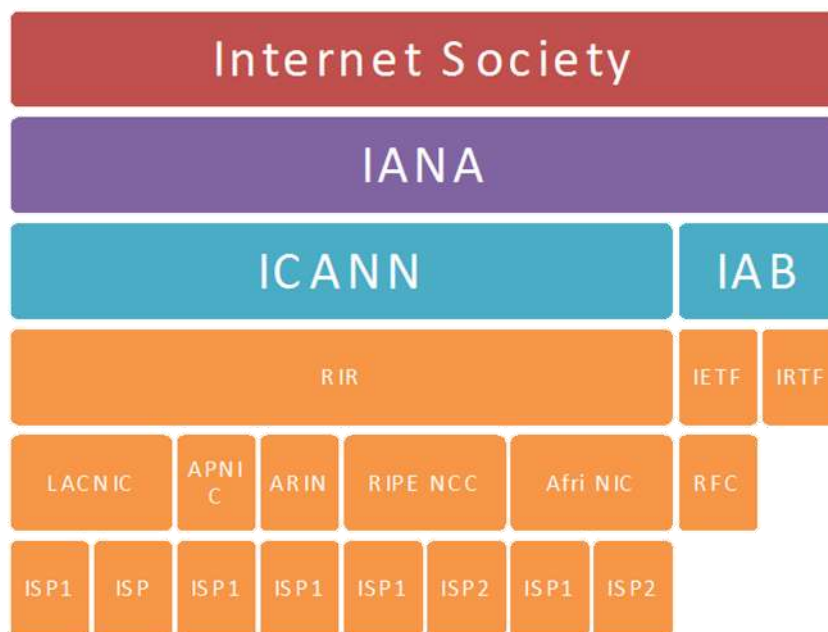 Internet Society
IANA
ICANN IAB
RIR IETF IRTF
LACNIC APNI
C ARIN RIPE NCC Afri NIC RFC
ISP1 ISP ISP1 ISP1 ISP1 ISP2 ISP1 ISP2